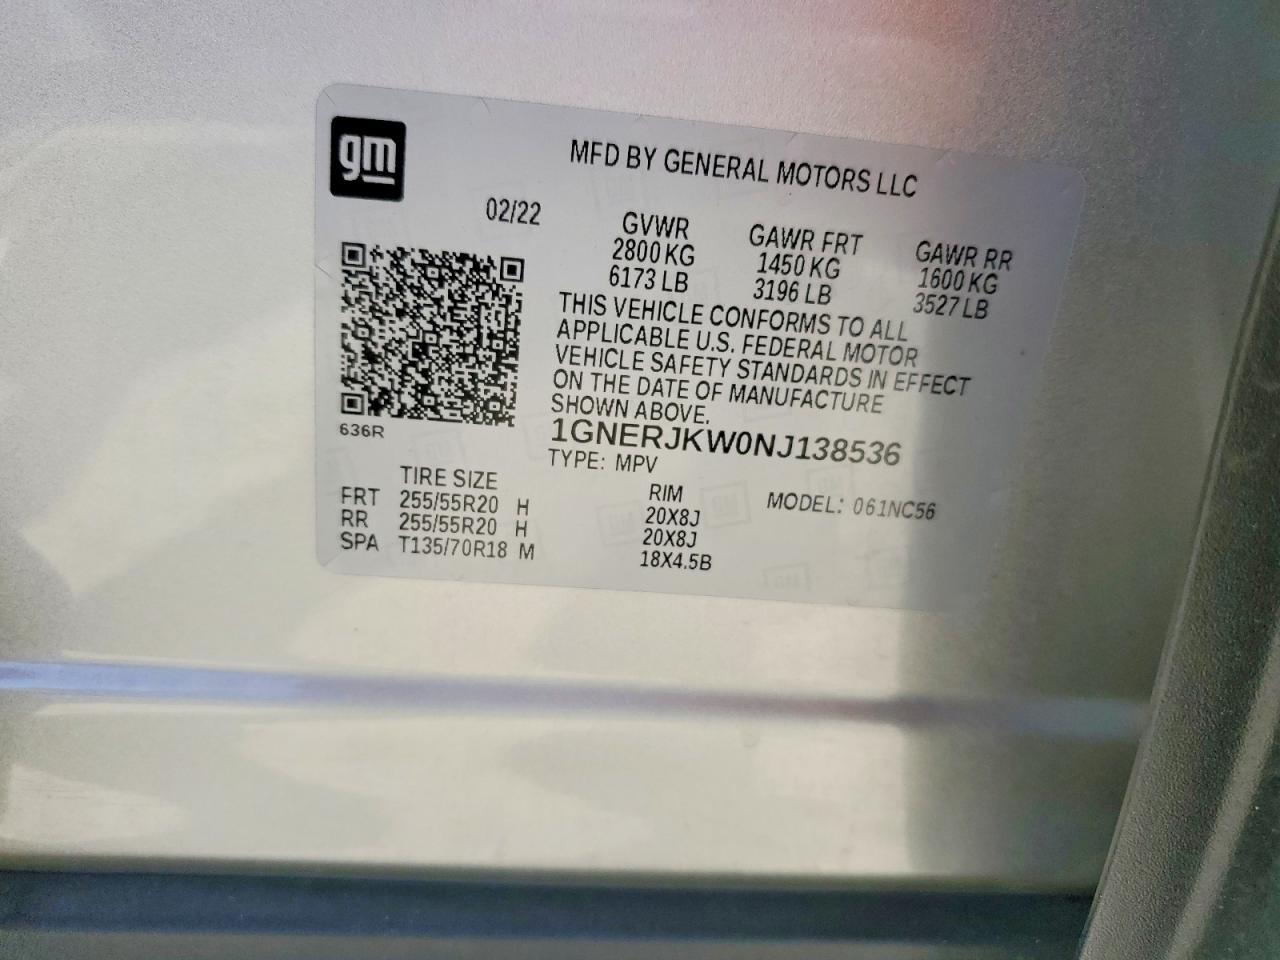 gm
MFD BY GENERAL MOTORS LLC
02/22
GVWR GAWR FRT GAWR RR
2800 KG 1450 KG 1600 KG
6173 LB 3196 LB 3527 LB
THIS VEHICLE CONFORMS TO ALL
APPLICABLE U.S. FEDERAL MOTOR
VEHICLE SAFETY STANDARDS IN EFFECT
ON THE DATE OF MANUFACTURE
SHOWN ABOVE.
636R
1GNERJKW0NJ138536
TYPE: MPV
TIRE SIZE RIM MODEL: 061NC56
FRT 255/55R20 H 20X8J
RR 255/55R20 H 20X8J
SPA T135/70R18 M 18X4.5B